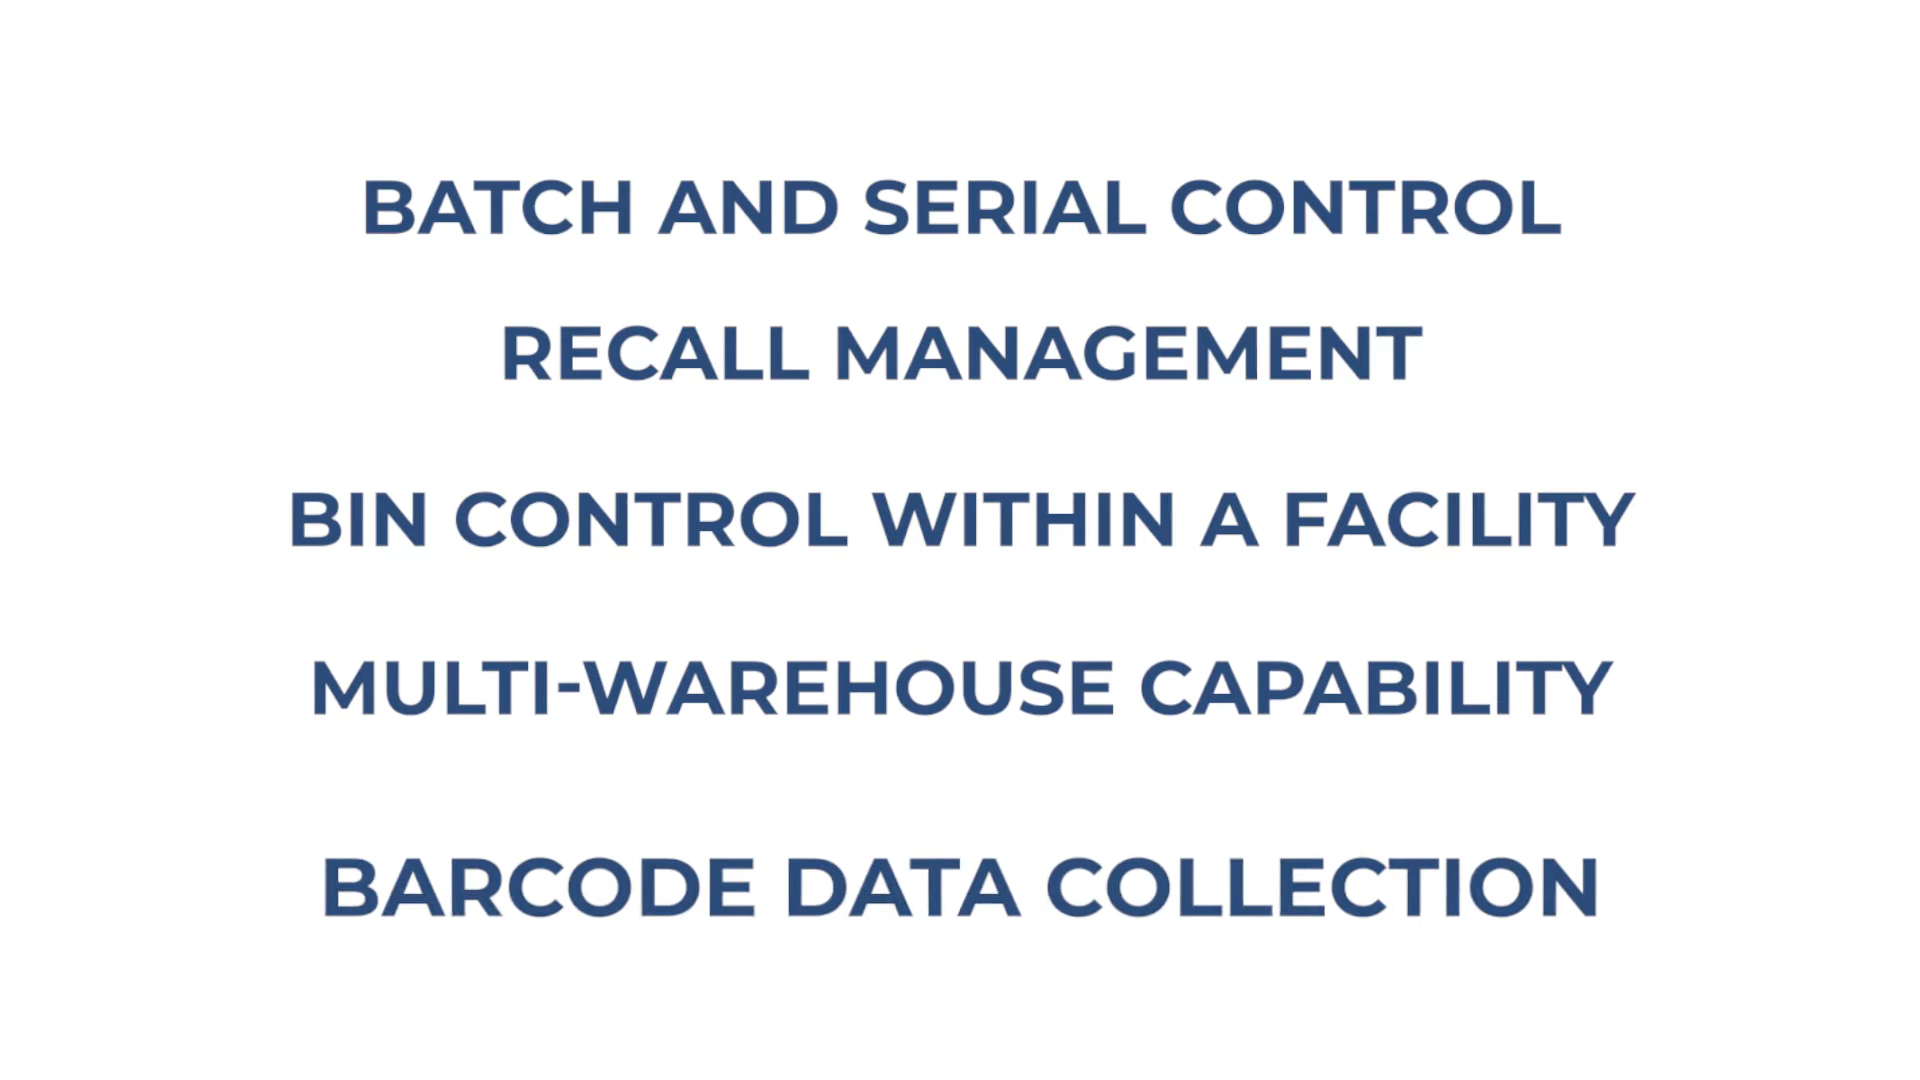 BATCH AND SERIAL CONTROL
RECALL MANAGEMENT
BIN CONTROL WITHIN A FACILITY
MULTI-WAREHOUSE CAPABILITY
BARCODE DATA COLLECTION